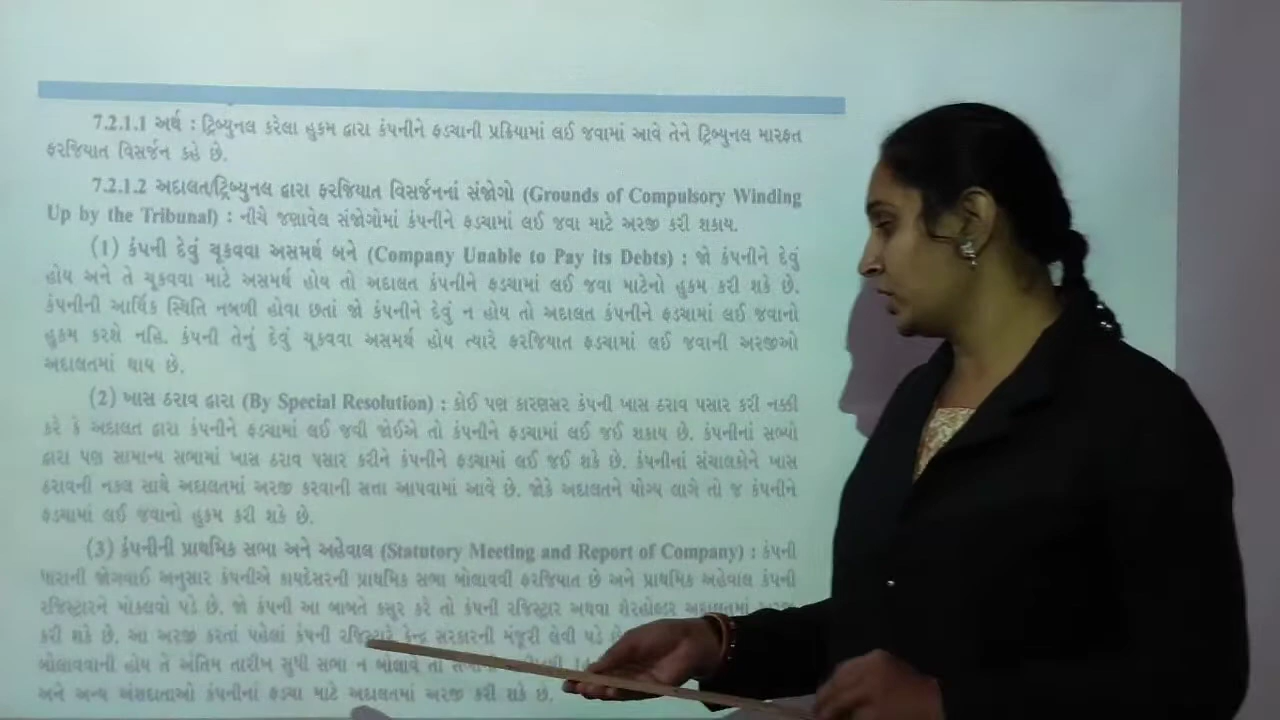 7.2.1.1 અર્થ : ટ્રિબ્યુનલ કરેલા હુકમ દ્વારા કંપનીને ફડચાની પ્રક્રિયામાં લઈ જવામાં આવે તેને ટ્રિબ્યુનલ મારફત
ફરજિયાત વિસર્જન કહે છે.
7.2.1.2 અદાલત/ટ્રિબ્યુનલ દ્વારા ફરજિયાત વિસર્જનનાં સંજોગો (Grounds of Compulsory Winding
Up by the Tribunal) : નીચે જણાવેલ સંજોગોમાં કંપનીને ફડચામાં લઈ જવા માટે અરજી કરી શકાય.
(1) કંપની દેવું ચૂકવવા અસમર્થ બને (Company Unable to Pay its Debts) : જો કંપનીને દેવું
હોય અને તે ચૂકવવા માટે અસમર્થ હોય તો અદાલત કંપનીને ફડચામાં લઈ જવા માટેનો હુકમ કરી શકે છે.
કંપનીની આર્થિક સ્થિતિ નબળી હોવા છતાં જો કંપનીને દેવું ન હોય તો અદાલત કંપનીને ફડચામાં લઈ જવાનો
હુકમ કરશે નહિ. કંપની તેનું દેવું ચૂકવવા અસમર્થ હોય ત્યારે ફરજિયાત ફડચામાં લઈ જવાની અરજીઓ
અદાલતમાં થાય છે.
(2) ખાસ ઠરાવ દ્વારા (By Special Resolution) : કોઈ પણ કારણસર કંપની ખાસ ઠરાવ પસાર કરી નક્કી
કરે કે અદાલત દ્વારા કંપનીને ફડચામાં લઈ જવી જોઈએ તો કંપનીને ફડચામાં લઈ જઈ શકાય છે. કંપનીનાં સભ્યો
દ્વારા પણ સામાન્ય સભામાં ખાસ ઠરાવ પસાર કરીને કંપનીને ફડચામાં લઈ જઈ શકે છે. કંપનીનાં સંચાલકોને ખાસ
ઠરાવની નકલ સાથે અદાલતમાં અરજી કરવાની સત્તા આપવામાં આવે છે. જોકે અદાલતને યોગ્ય લાગે તો જ કંપનીને
ફડચામાં લઈ જવાનો હુકમ કરી શકે છે.
(3) કંપનીની પ્રાથમિક સભા અને અહેવાલ (Statutory Meeting and Report of Company) : કંપની
ધારાની જોગવાઈ અનુસાર કંપનીએ કાયદેસરની પ્રાથમિક સભા બોલાવવી ફરજિયાત છે અને પ્રાથમિક અહેવાલ કંપની
રજિસ્ટ્રારને મોકલવો પડે છે. જો કંપની આ બાબતે કસૂર કરે તો કંપની રજિસ્ટ્રાર અથવા શેરહોલ્ડર અદાલતમાં
કરી શકે છે. આ અરજી કરતાં પહેલાં કંપની કેન્દ્ર સરકારની મંજૂરી લેવી પડે
બોલાવવાની હોય તે અંતિમ તારીખ સુધી સભા ન બોલાવે તો
અને અન્ય અંશદાતાઓ કંપનીનાં ફડચા માટે અદાલતમાં અરજી કરી શકે છે.